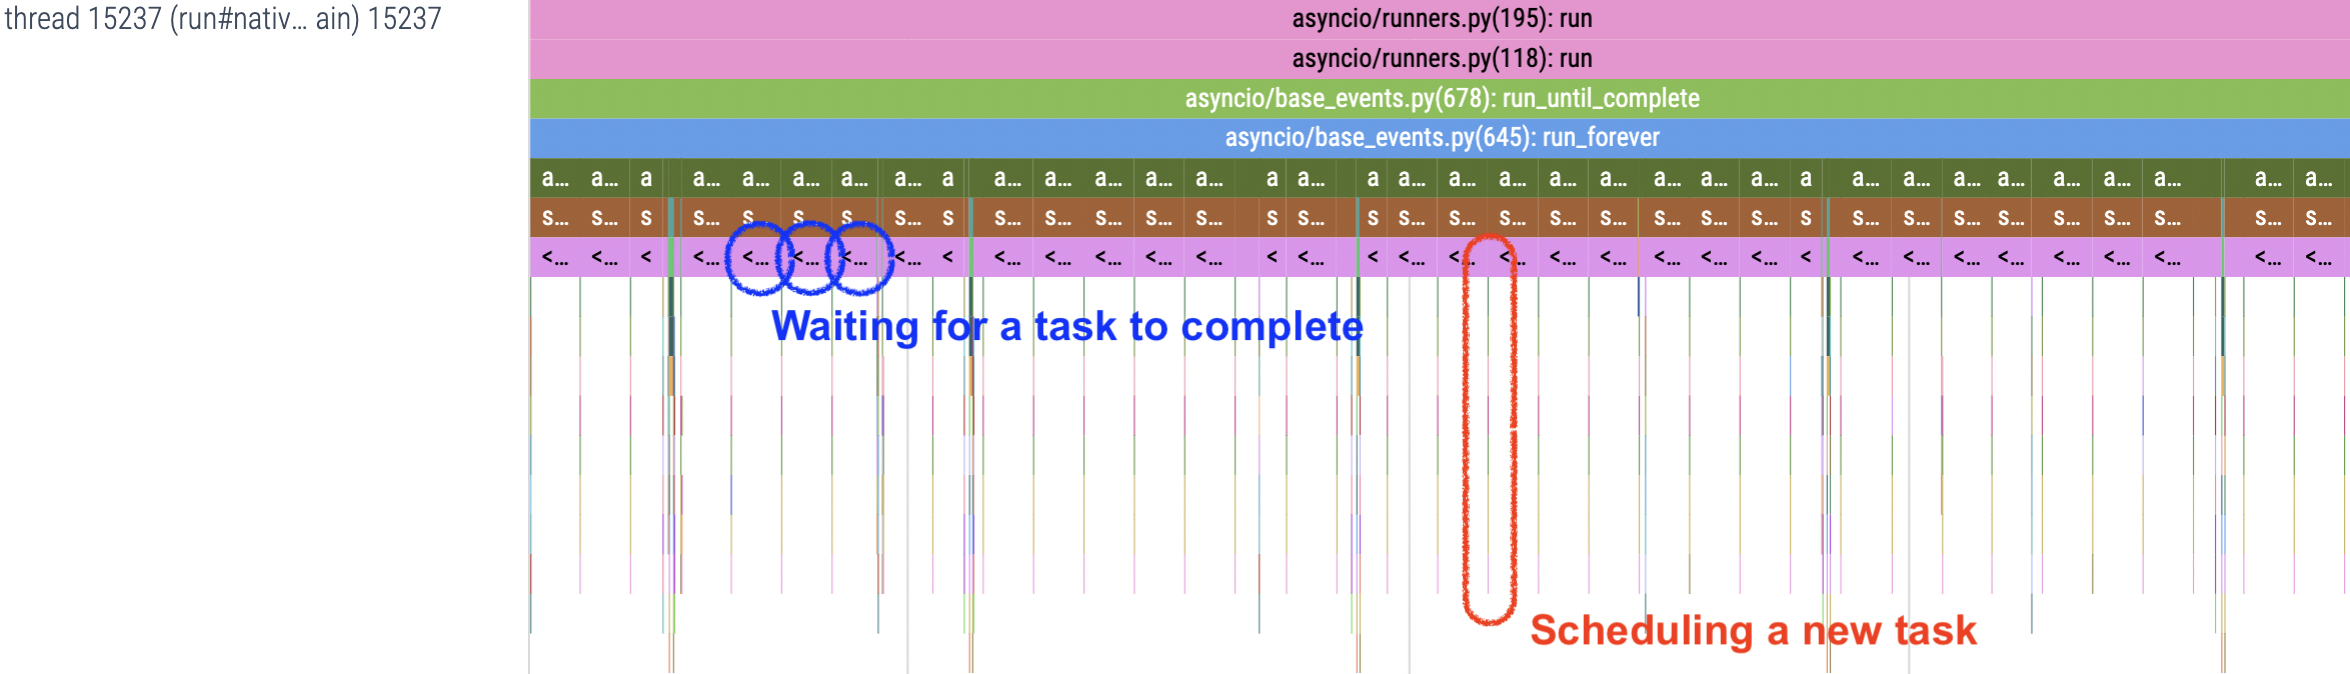 thread 15237 (run#nativ... ain) 15237
asyncio/runners.py(195): run
asyncio/runners.py(118): run
asyncio/base_events.py(678): run_until_complete
asyncio/base_events.py(645): run_forever
a... a... a a... a... a... a... a... a a... a... a... a... a... a a... a a... a... a... a... a... a... a... a... a a... a... a... a... a... a... a... a... a...
s... s... s s... s s... s s... s s... s... s... s... s... s s... s s... s... s... s... s... s... s... s... s s... s... s... s... s... s... s... s... s...
<... <... < <... <... <... <... <... < <... <... <... <... <... < <... < <... <... <... <... <... <... <... <... < <... <... <... <... <... <... <... <... <...
Waiting for a task to complete
Scheduling a new task